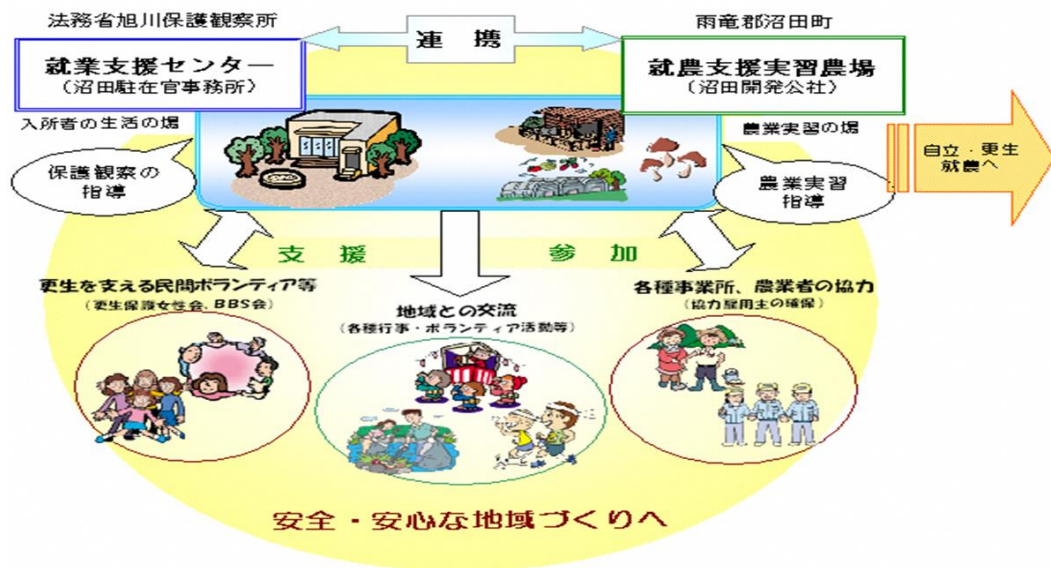 法務省旭川保護観察所
連 携
雨竜郡沼田町
就業支援センター
(沼田駐在官事務所)
就農支援実習農場
(沼田開発公社)
入所者の生活の場
農業実習の場
保護観察の
指導
農業実習
指導
自立・更生
就農へ
支 援
参 加
更生を支える民間ボランティア等
(更生保護女性会、BBS会)
地域との交流
(各種行事・ボランティア活動等)
各種事業所、農業者の協力
(協力雇用主の確保)
安全・安心な地域づくりへ